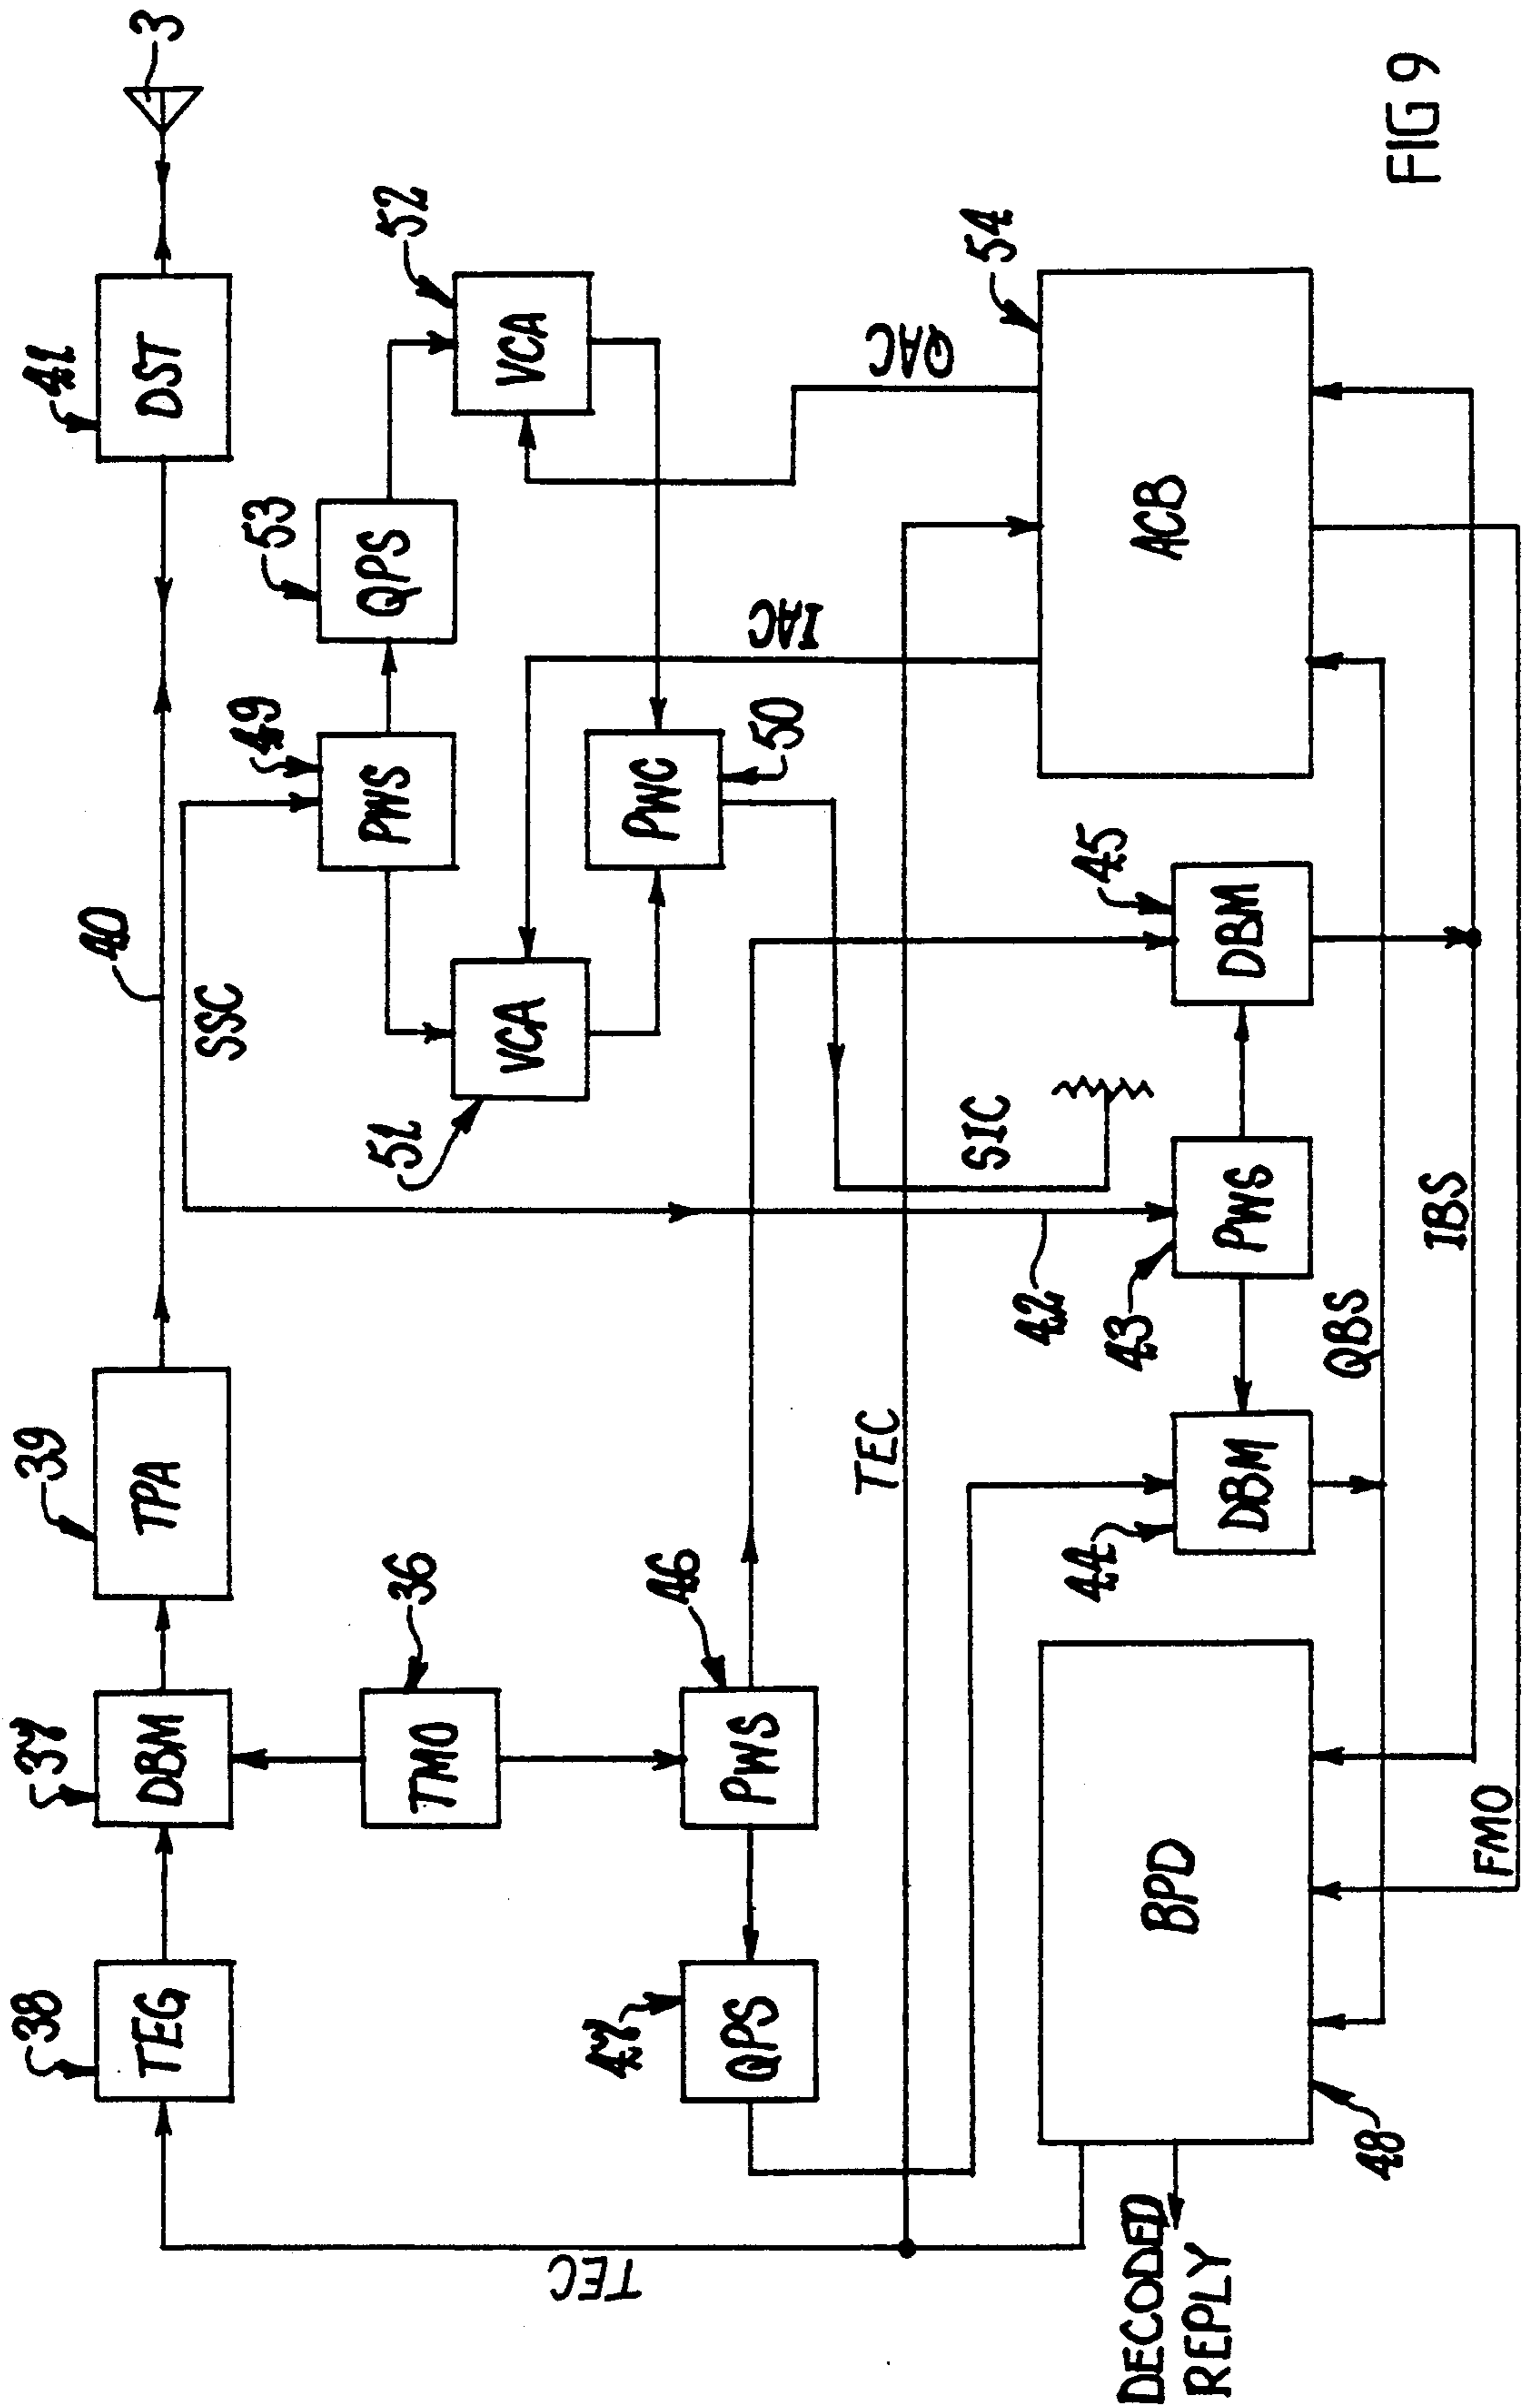 38
TEG
37
DBM
39
TPA
40
41
DST
3
SSC
36
TMO
49
PWS
53
QPS
52
VCA
51
VCA
PWC
50
47
QPS
46
PWS
TEC
TEC
IAC
QAC
SIC
42
48
BPD
44
DBM
43
PWS
45
DBM
54
ACB
DECODED
REPLY
QBS
IBS
FMO
FIG 9